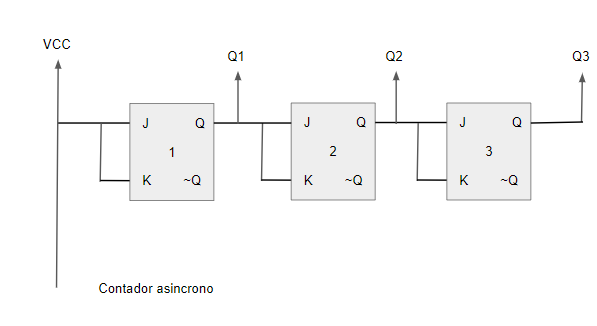 VCC
Q1
Q2
Q3
J Q
1
K ~Q
J Q
2
K ~Q
J Q
3
K ~Q
Contador asincrono